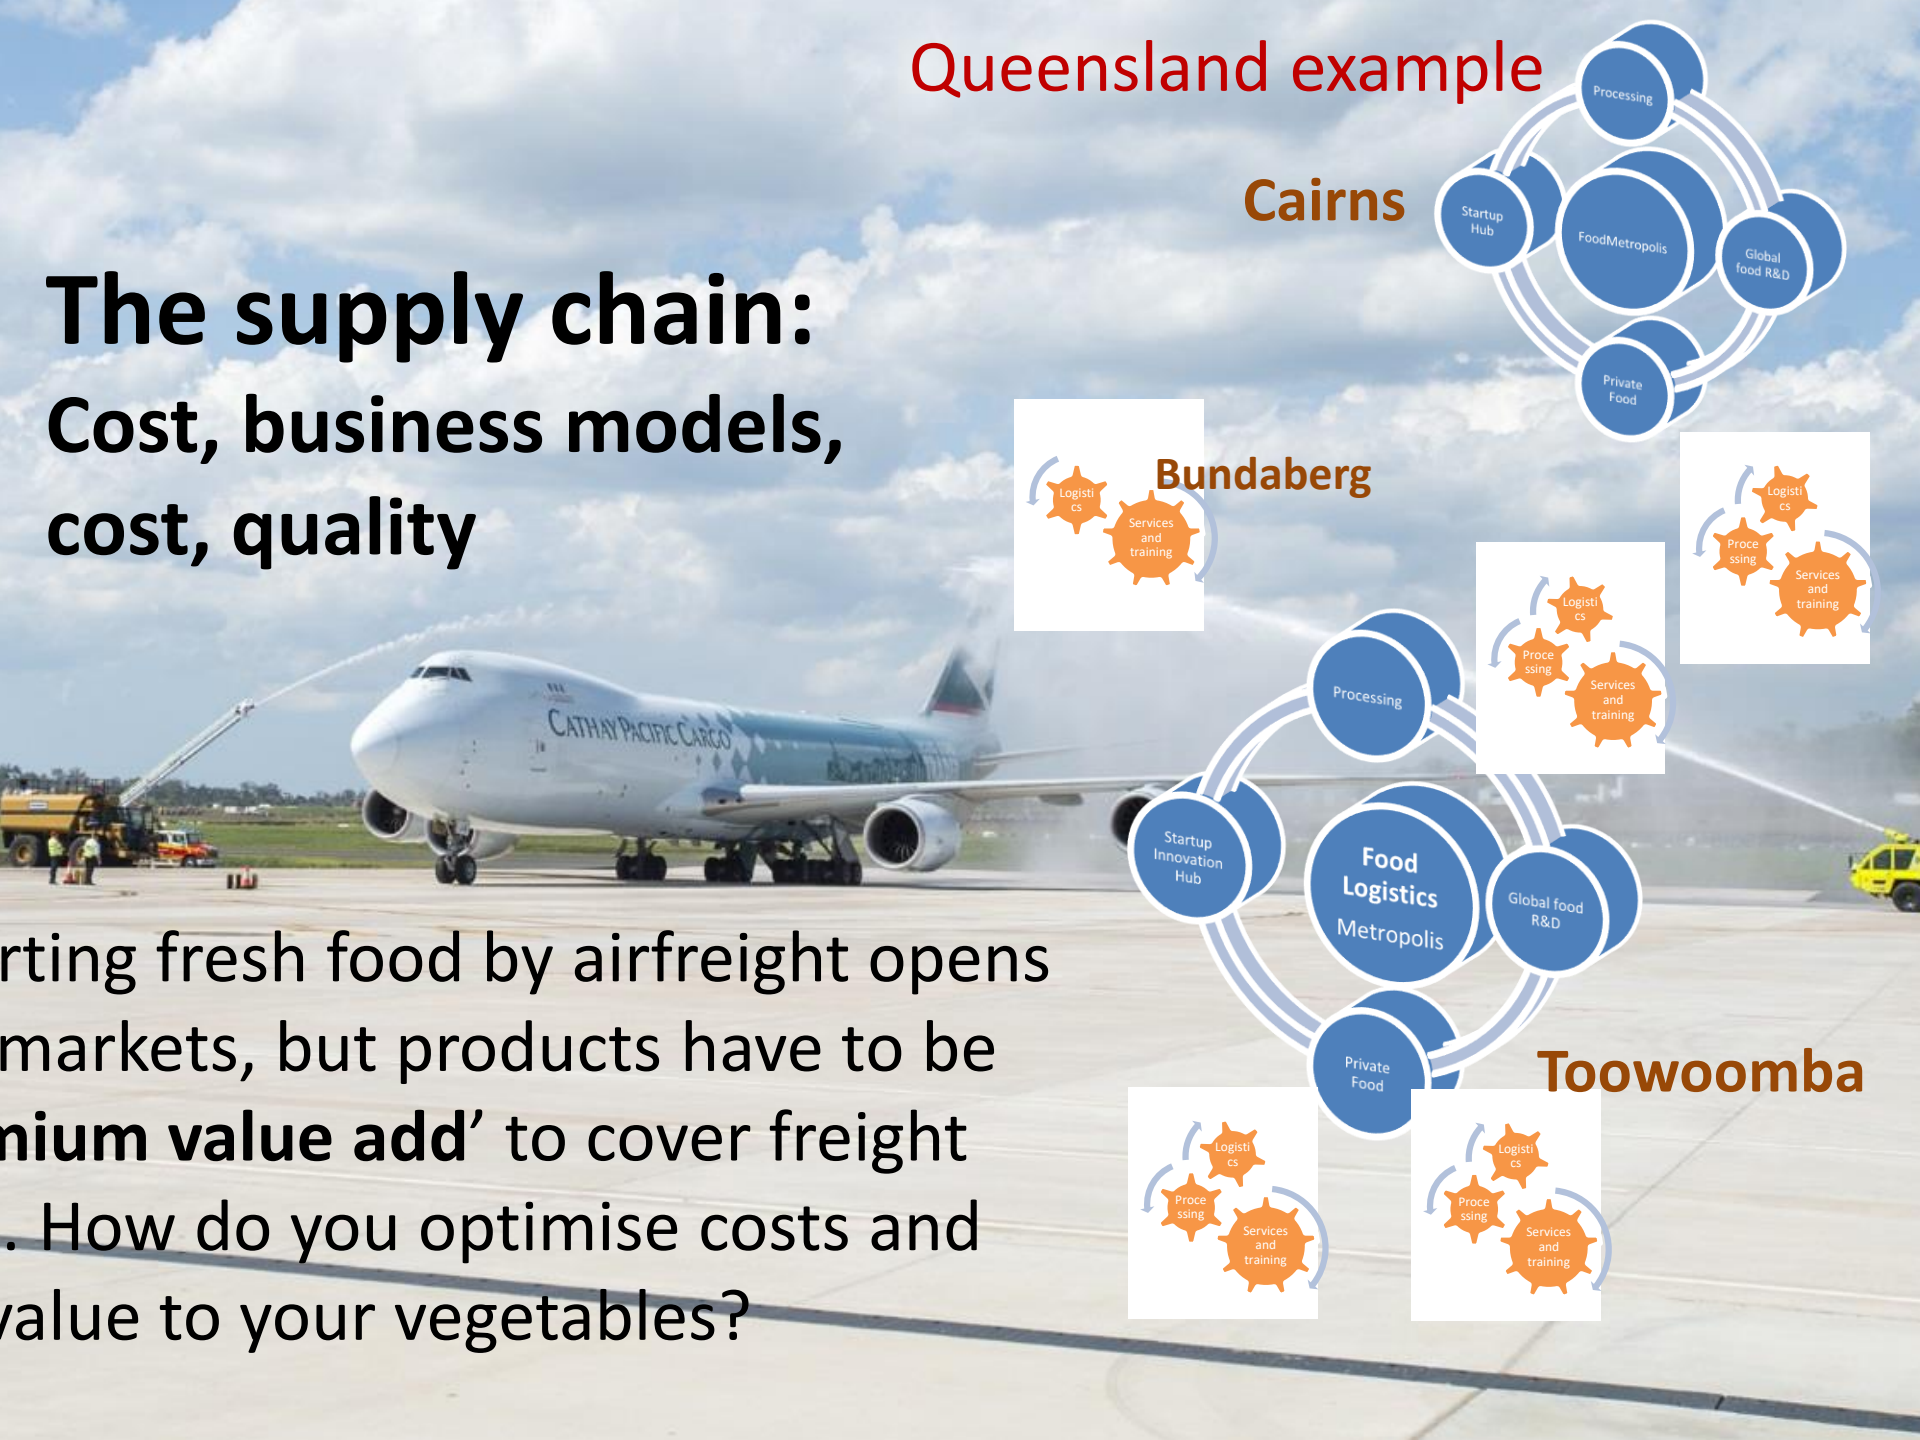 Queensland example
Processing
Cairns
Startup
Hub
FoodMetropolis
Global
food R&D
Private
Food
The supply chain:
Cost, business models,
cost, quality
Bundaberg
Logisti
cs
Services
and
training
Logisti
cs
Proce
ssing
Services
and
training
Logisti
cs
Proce
ssing
Services
and
training
CATHAY PACIFIC CARGO
Processing
Startup
Innovation
Hub
Food
Logistics
Metropolis
Global food
R&D
Private
Food
Toowoomba
rting fresh food by airfreight opens
markets, but products have to be
mium value add’ to cover freight
. How do you optimise costs and
value to your vegetables?
Logisti
cs
Proce
ssing
Services
and
training
Logisti
cs
Proce
ssing
Services
and
training